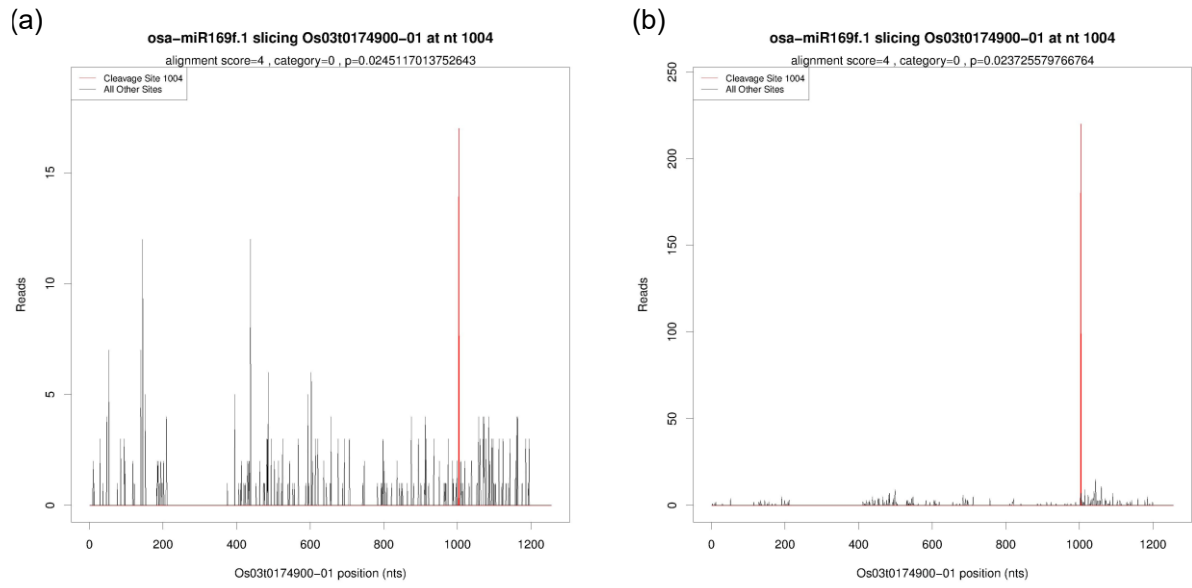 (a)
osa-miR169f.1 slicing Os03t0174900-01 at nt 1004
alignment score=4 , category=0 , p=0.0245117013752643
Cleavage Site 1004
All Other Sites
15
10
5
0
Reads
0 200 400 600 800 1000 1200
Os03t0174900-01 position (nts)
(b)
osa-miR169f.1 slicing Os03t0174900-01 at nt 1004
alignment score=4 , category=0 , p=0.023725579766764
Cleavage Site 1004
All Other Sites
250
200
150
100
50
0
Reads
0 200 400 600 800 1000 1200
Os03t0174900-01 position (nts)